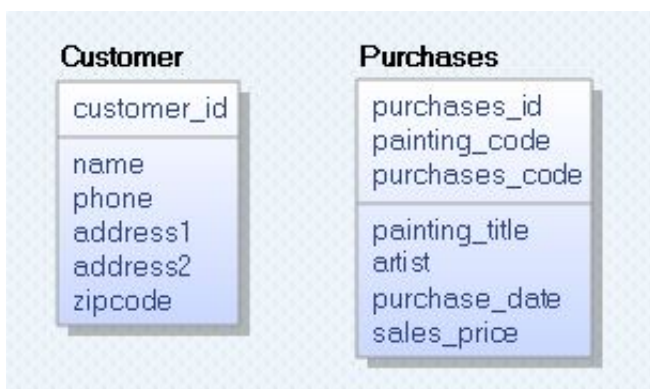 Customer
customer_id
name
phone
address1
address2
zipcode
Purchases
purchases_id
painting_code
purchases_code
painting_title
artist
purchase_date
sales_price